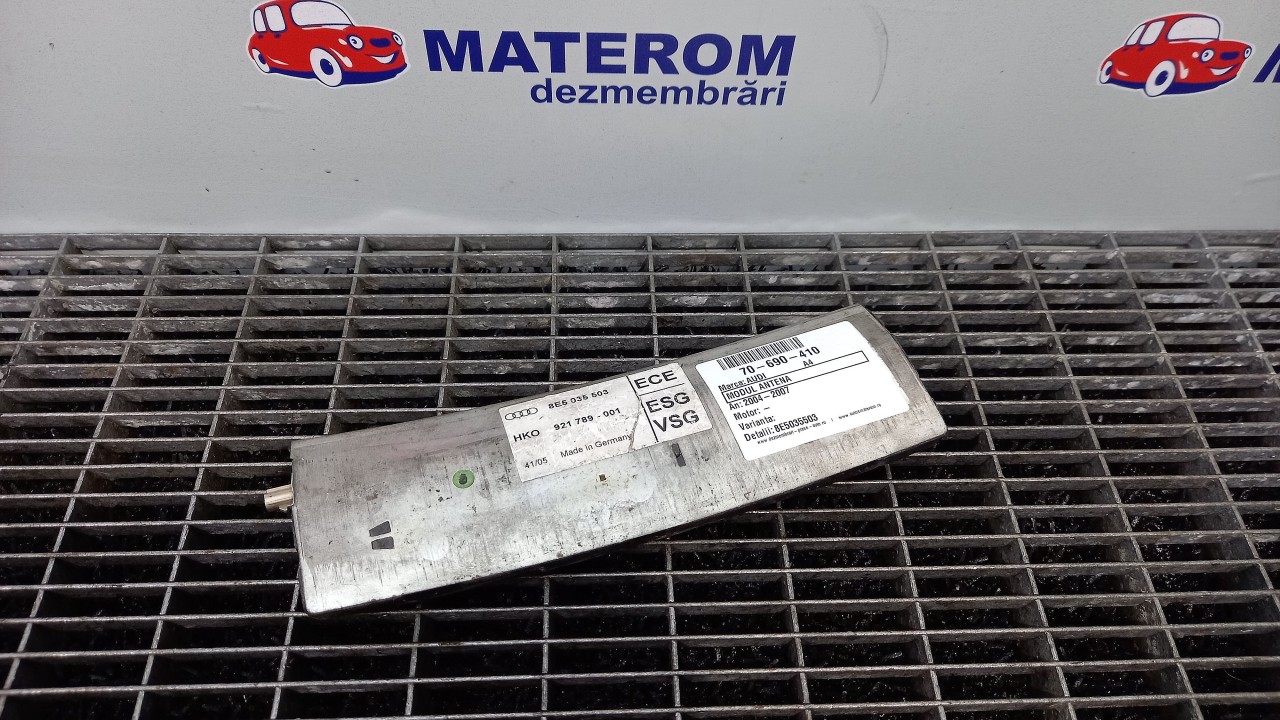 MATEROM
dezmembrări
8E5 035 503
HKO 921 789-001
41/05 Made in Germany
ECE
ESG
VSG
70-690-410
Marca: AUDI A4
MODUL ANTENA
An: 2004-2007
Motor: -
Varianta:
Detalii: 8E5035503